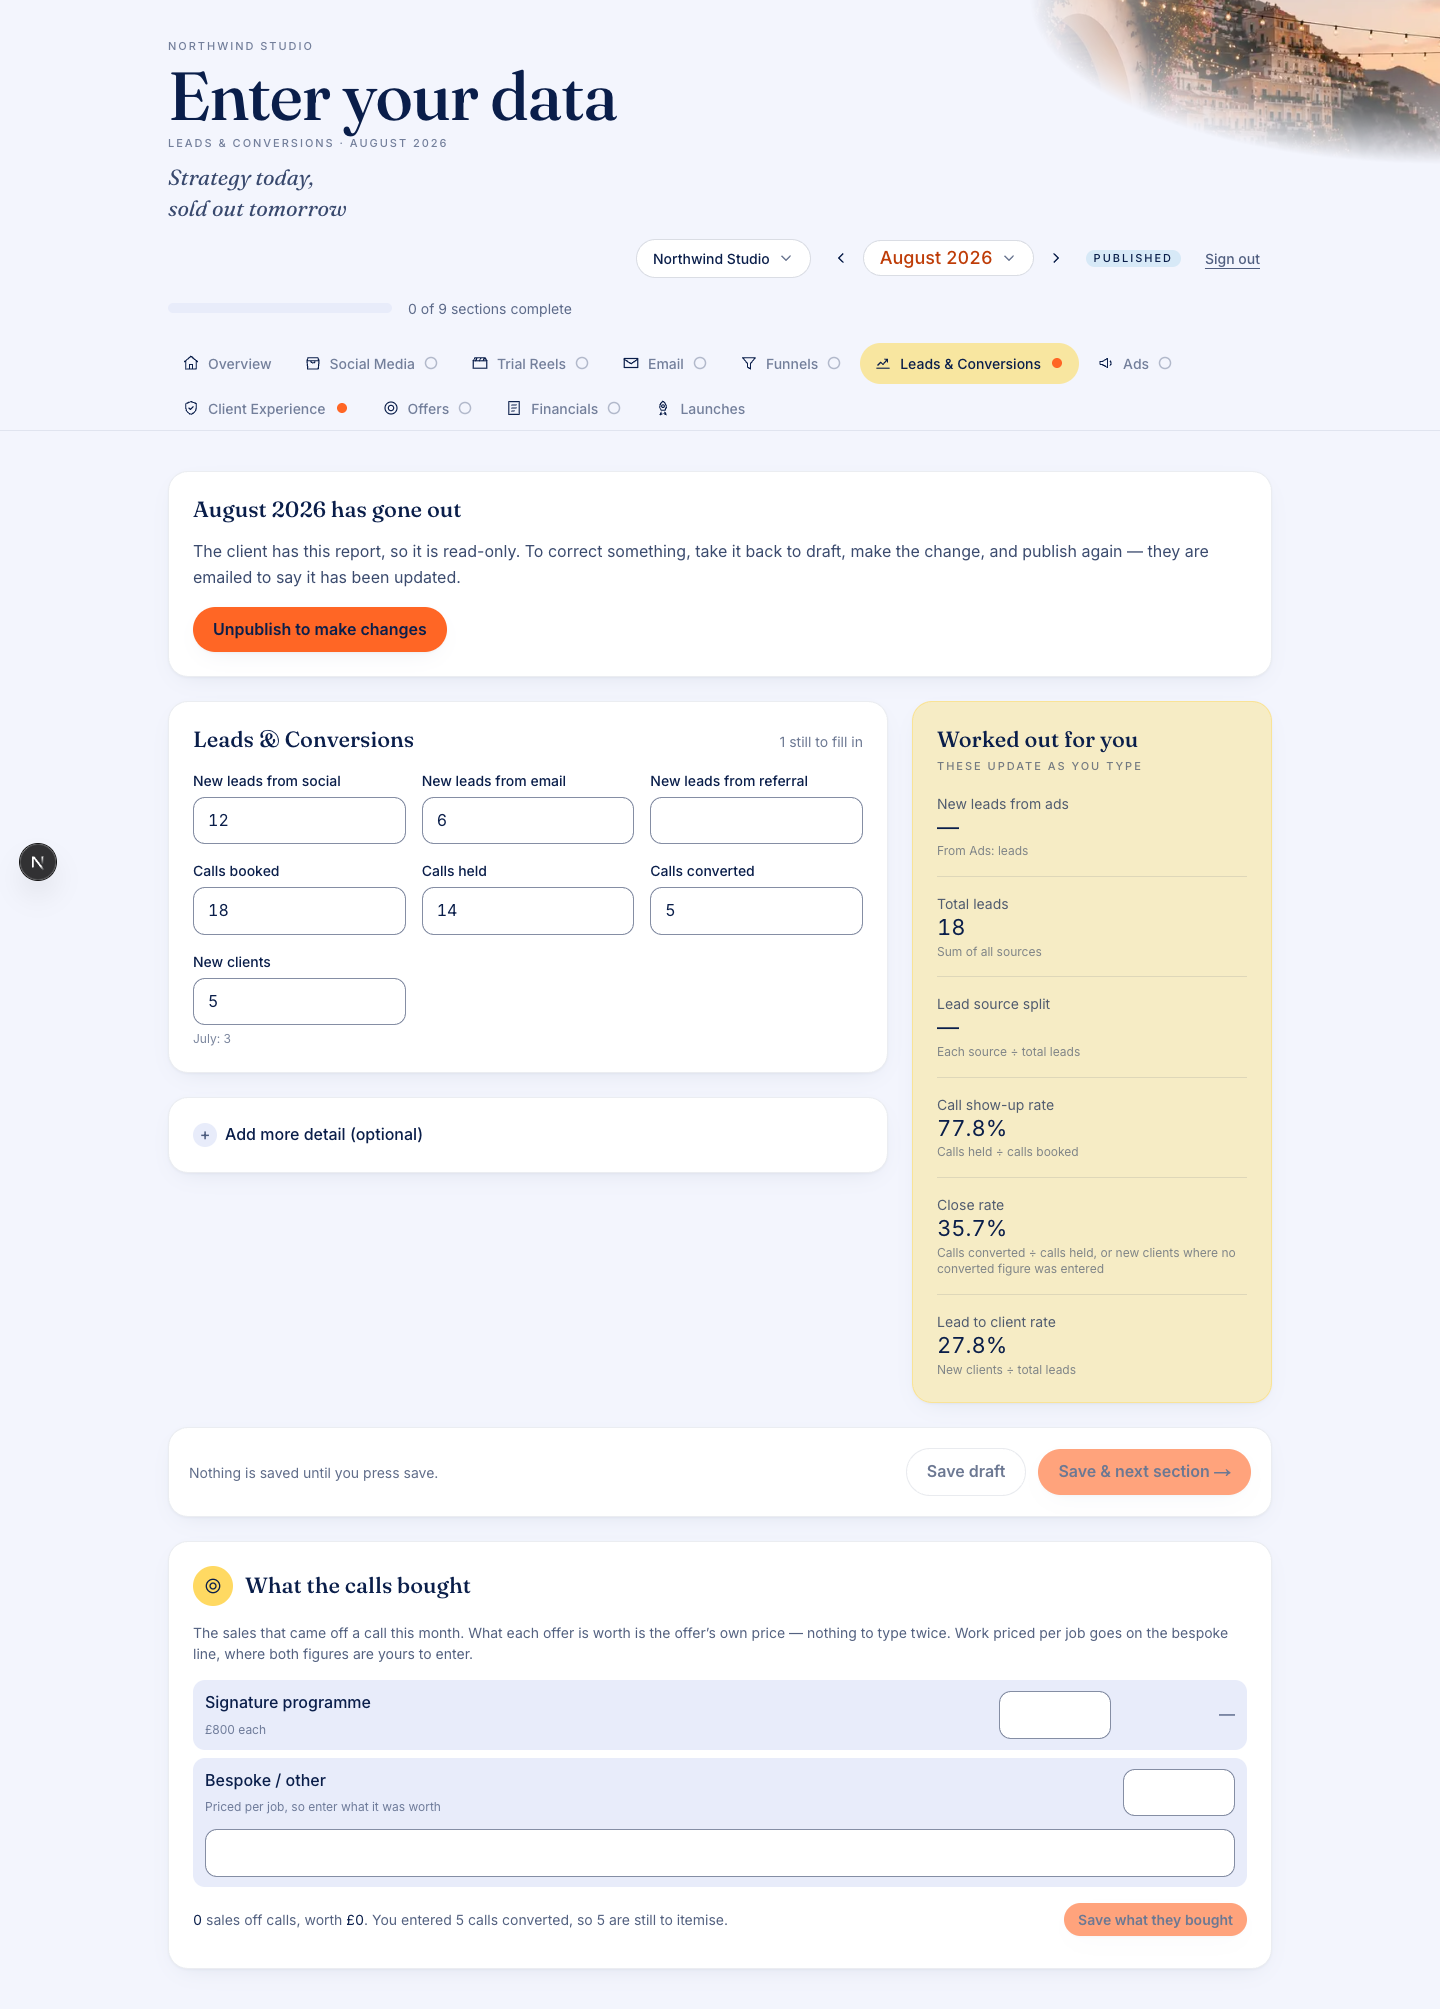 NORTHWIND STUDIO
Enter your data
LEADS & CONVERSIONS · AUGUST 2026
Strategy today,
sold out tomorrow
Northwind Studio
August 2026
PUBLISHED
Sign out
0 of 9 sections complete
Overview
Social Media
Trial Reels
Email
Funnels
Leads & Conversions
Ads
Client Experience
Offers
Financials
Launches
August 2026 has gone out
The client has this report, so it is read-only. To correct something, take it back to draft, make the change, and publish again — they are
emailed to say it has been updated.
Unpublish to make changes
Leads & Conversions
1 still to fill in
New leads from social
New leads from email
New leads from referral
12
6
Calls booked
Calls held
Calls converted
18
14
5
New clients
5
July: 3
Add more detail (optional)
Worked out for you
THESE UPDATE AS YOU TYPE
New leads from ads
—
From Ads: leads
Total leads
18
Sum of all sources
Lead source split
—
Each source ÷ total leads
Call show-up rate
77.8%
Calls held ÷ calls booked
Close rate
35.7%
Calls converted ÷ calls held, or new clients where no
converted figure was entered
Lead to client rate
27.8%
New clients ÷ total leads
Nothing is saved until you press save.
Save draft
Save & next section →
What the calls bought
The sales that came off a call this month. What each offer is worth is the offer’s own price — nothing to type twice. Work priced per job goes on the bespoke
line, where both figures are yours to enter.
Signature programme
£800 each
—
Bespoke / other
Priced per job, so enter what it was worth
0 sales off calls, worth £0. You entered 5 calls converted, so 5 are still to itemise.
Save what they bought
N